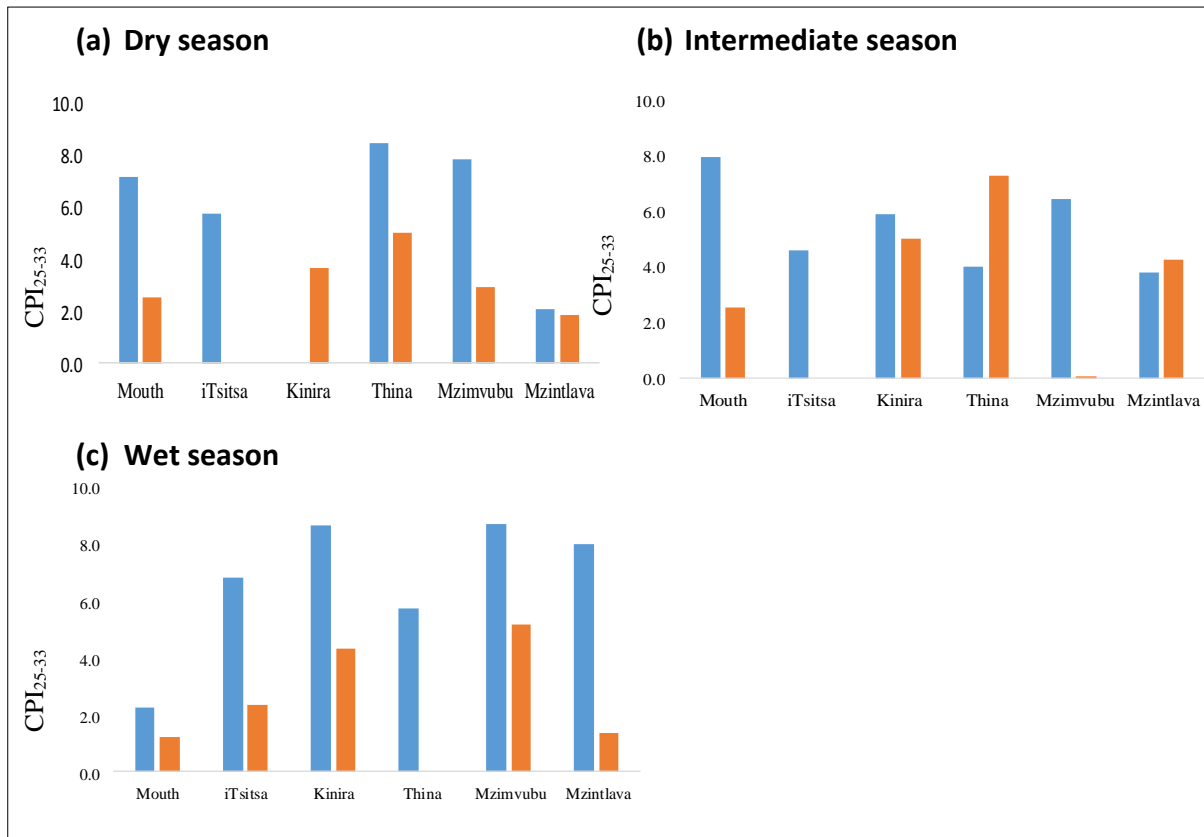 (a) Dry season
10.0
8.0
6.0
4.0
2.0
0.0
CPI25-33
Mouth iTsitsa Kinira Thina Mzimvubu Mzintlava
(b) Intermediate season
10.0
8.0
6.0
4.0
2.0
0.0
CPI25-33
Mouth iTsitsa Kinira Thina Mzimvubu Mzintlava
(c) Wet season
10.0
8.0
6.0
4.0
2.0
0.0
CPI25-33
Mouth iTsitsa Kinira Thina Mzimvubu Mzintlava